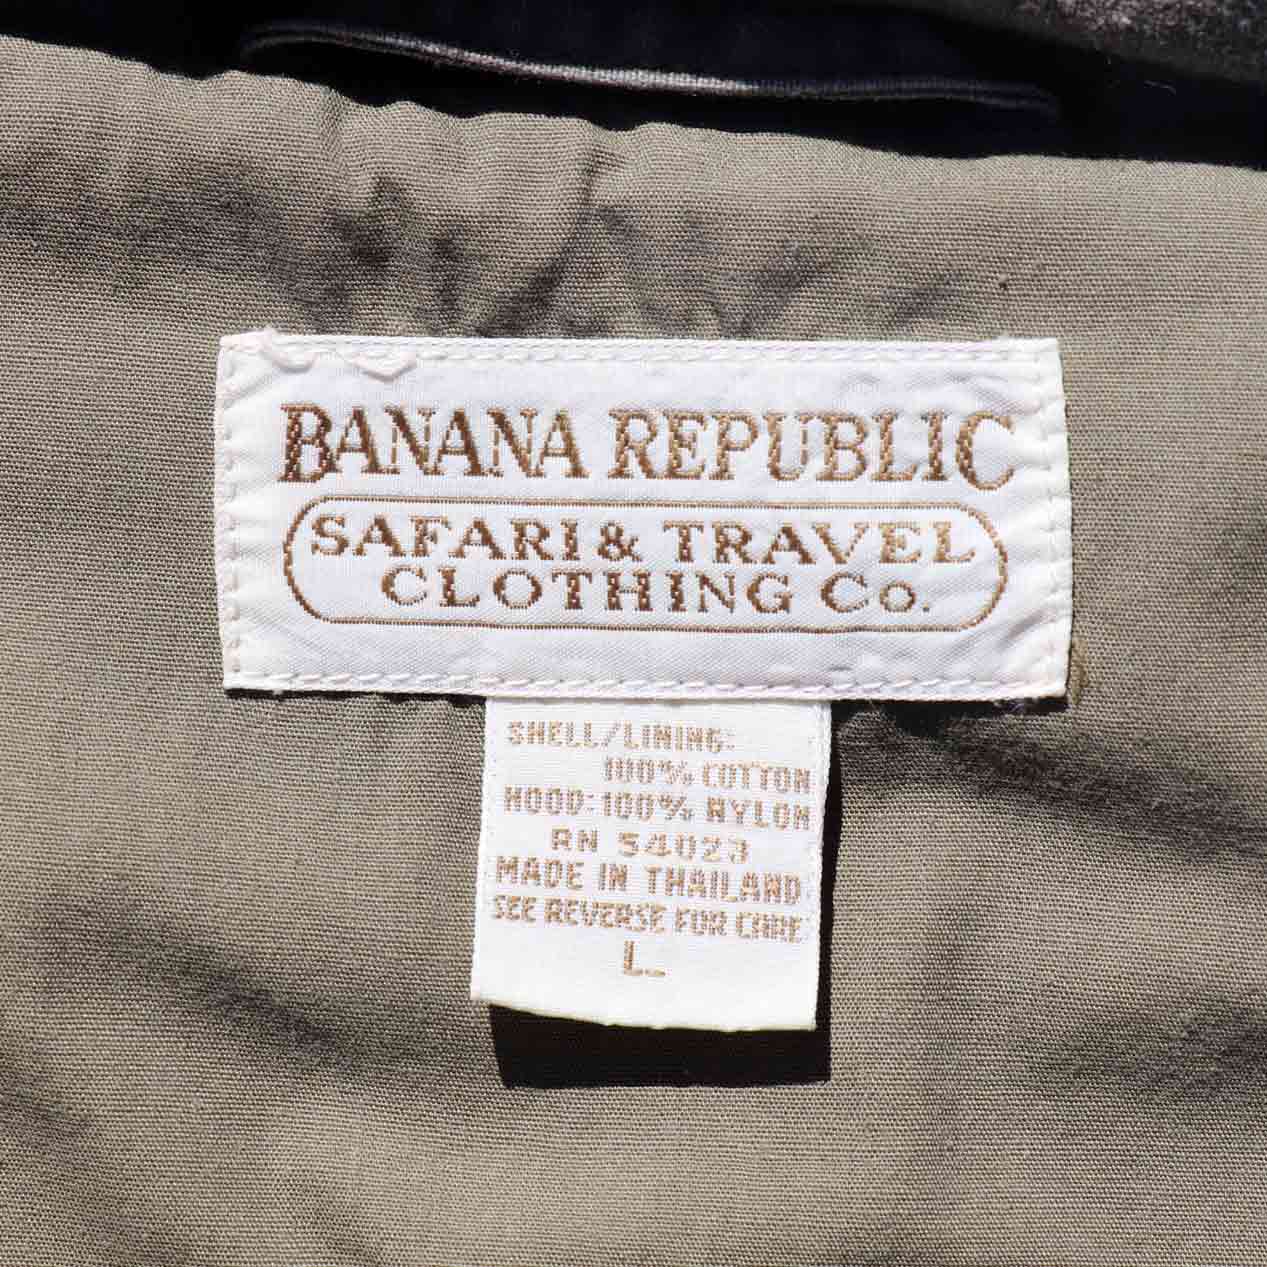 BANANA REPUBLIC
SAFARI & TRAVEL
CLOTHING Co.
SHELL/LINING:
100% COTTON
HOOD: 100% NYLON
RN 54023
MADE IN THAILAND
SEE REVERSE FOR CARE
L